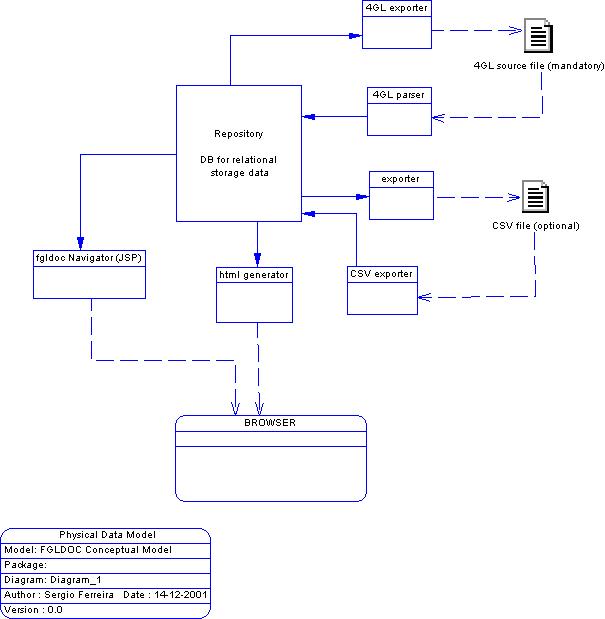 4GL exporter
4GL source file (mandatory)
4GL parser
Repository
DB for relational
storage data
exporter
CSV file (optional)
fgldoc Navigator (JSP)
html generator
CSV exporter
BROWSER
Physical Data Model
Model: FGLDOC Conceptual Model
Package:
Diagram: Diagram_1
Author : Sergio Ferreira Date : 14-12-2001
Version : 0.0